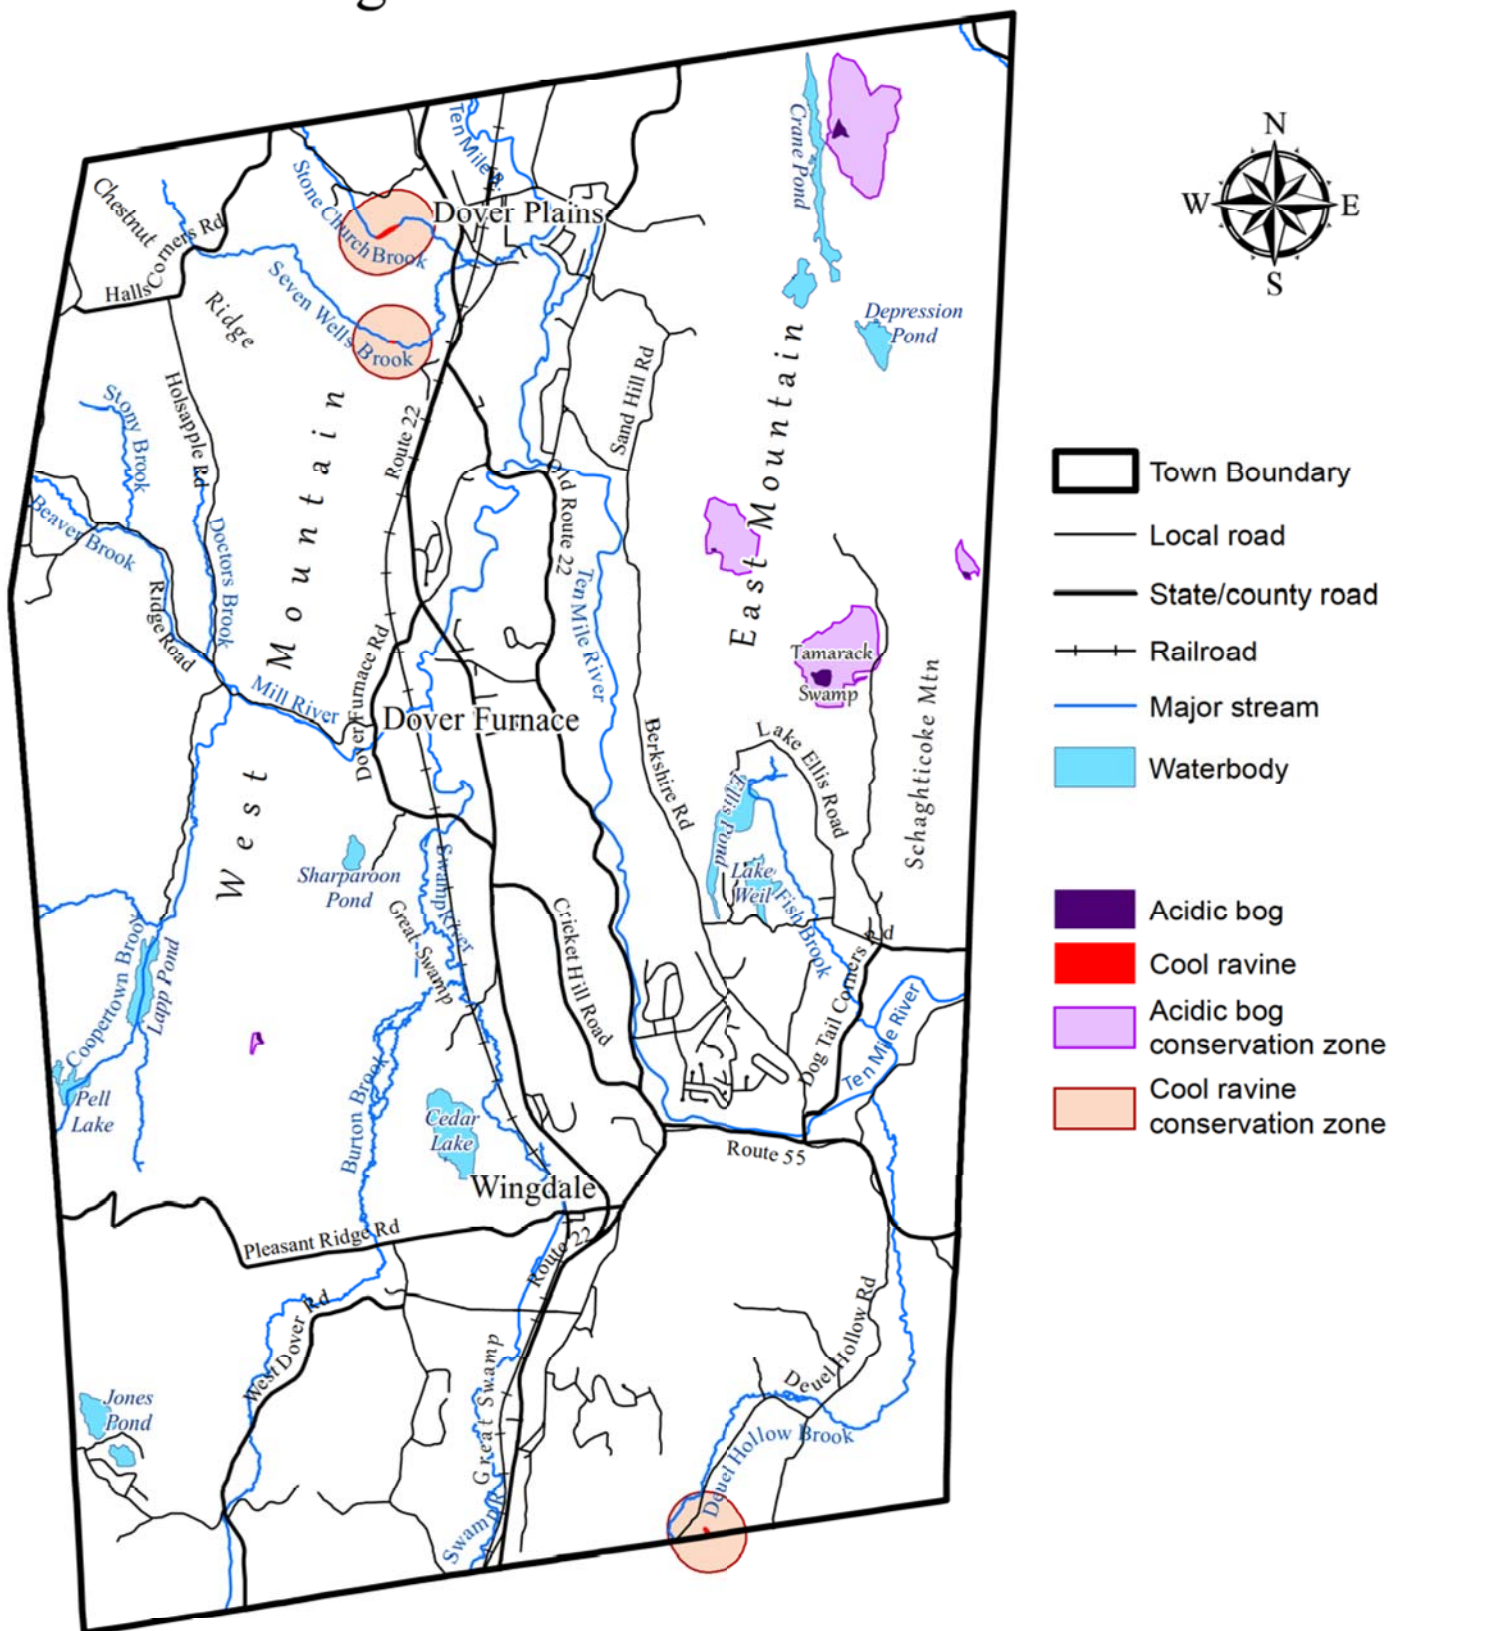 Ten Mile R.
Crane Pond
Chestnut
Stone Church Brook
Dover Plains
Halls Corners Rd
Seven Wells Brook
Ridge
Depression
Pond
Holsapple Rd
Stony Brook
Sand Hill Rd
Route 22
East Mountain
Beaver Brook
Old Route 22
Doctors Brook
Ridge Road
West Mountain
Ten Mile River
Tamarack
Swamp
Schaghticoke Mtn
Mill River
Dover Furnace Rd
Dover Furnace
Berkshire Rd
Lake Ellis Road
Ellis Pond
Sharparoon
Pond
Swamp River
Great Swamp
Lake
Weil
Fish Brook
Cricket Hill Road
Dog Tail Corners Rd
Coopertown Brook
Lapp Pond
Ten Mile River
Pell
Lake
Burton Brook
Cedar
Lake
Route 55
Wingdale
Pleasant Ridge Rd
Route 22
West Dover Rd
Deuel Hollow Rd
Great Swamp
Jones
Pond
Deuel Hollow Brook
Swamp R
N
W
E
S
Town Boundary
Local road
State/county road
Railroad
Major stream
Waterbody
Acidic bog
Cool ravine
Acidic bog
conservation zone
Cool ravine
conservation zone